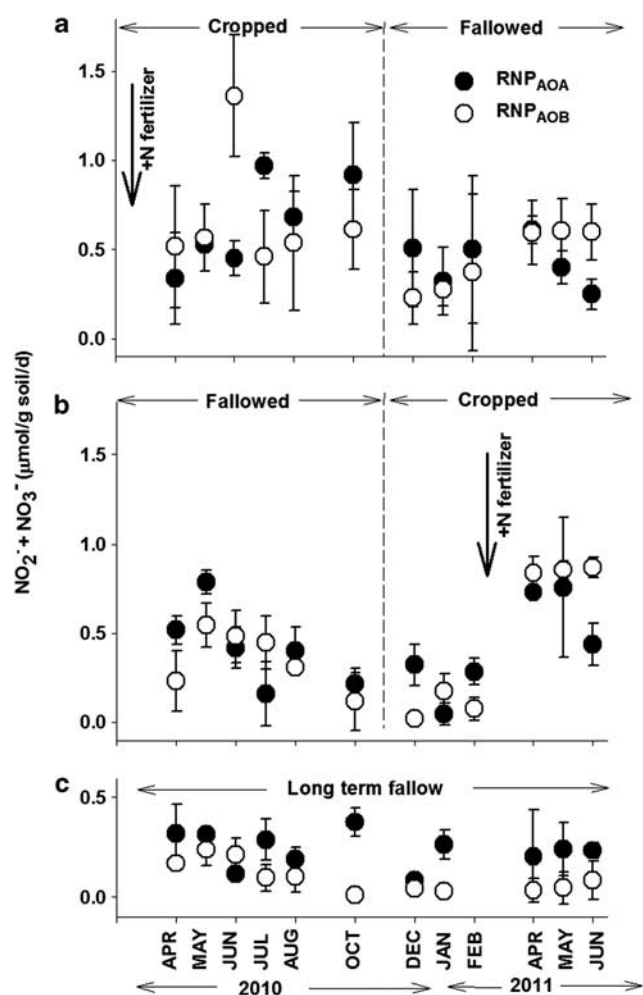 a
Cropped
Fallowed
1.5
1.0
0.5
0.0
+N fertilizer
RNP_AOA
RNP_AOB
NO₂⁻ + NO₃⁻ (µmol/g soil/d)
b
Fallowed
Cropped
1.5
1.0
0.5
0.0
+N fertilizer
c
Long term fallow
0.5
0.0
APR
MAY
JUN
JUL
AUG
OCT
DEC
JAN
FEB
APR
MAY
JUN
2010
2011